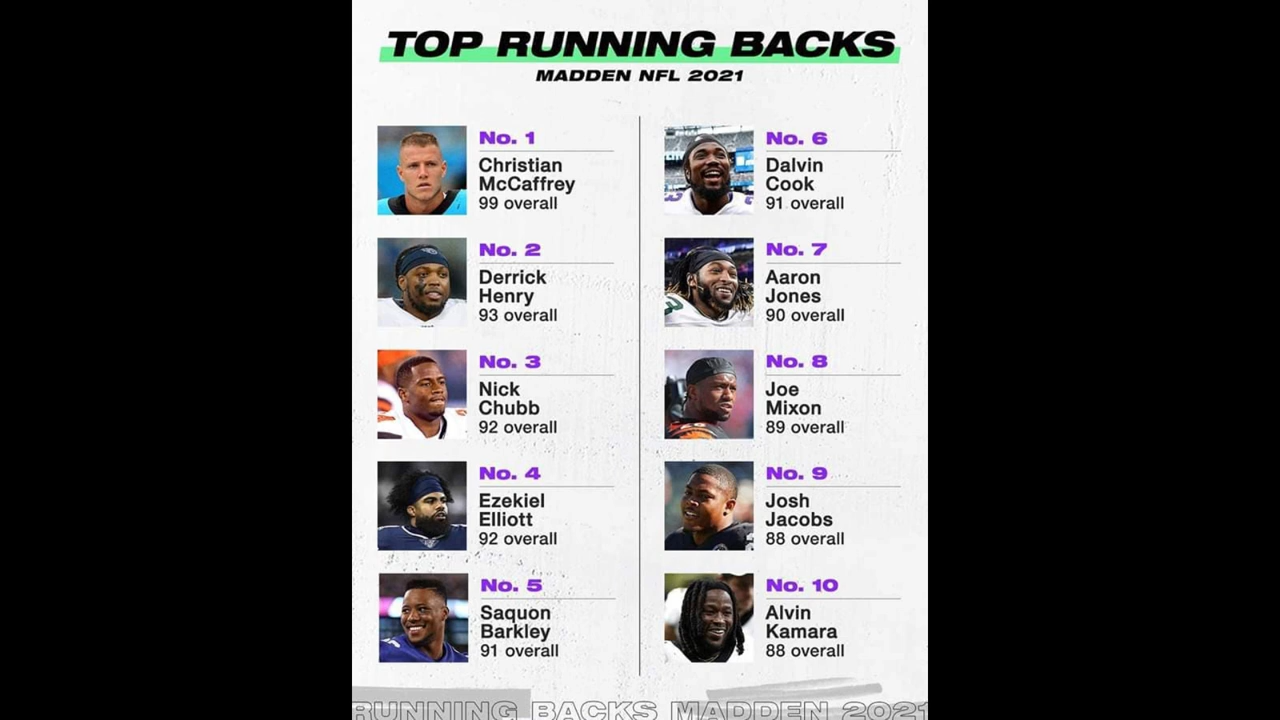 TOP RUNNING BACKS
MADDEN NFL 2021
No. 1
Christian
McCaffrey
99 overall
No. 2
Derrick
Henry
93 overall
No. 3
Nick
Chubb
92 overall
No. 4
Ezekiel
Elliott
92 overall
No. 5
Saquon
Barkley
91 overall
No. 6
Dalvin
Cook
91 overall
No. 7
Aaron
Jones
90 overall
No. 8
Joe
Mixon
89 overall
No. 9
Josh
Jacobs
88 overall
No. 10
Alvin
Kamara
88 overall
RUNNING BACKS MADDEN 2021